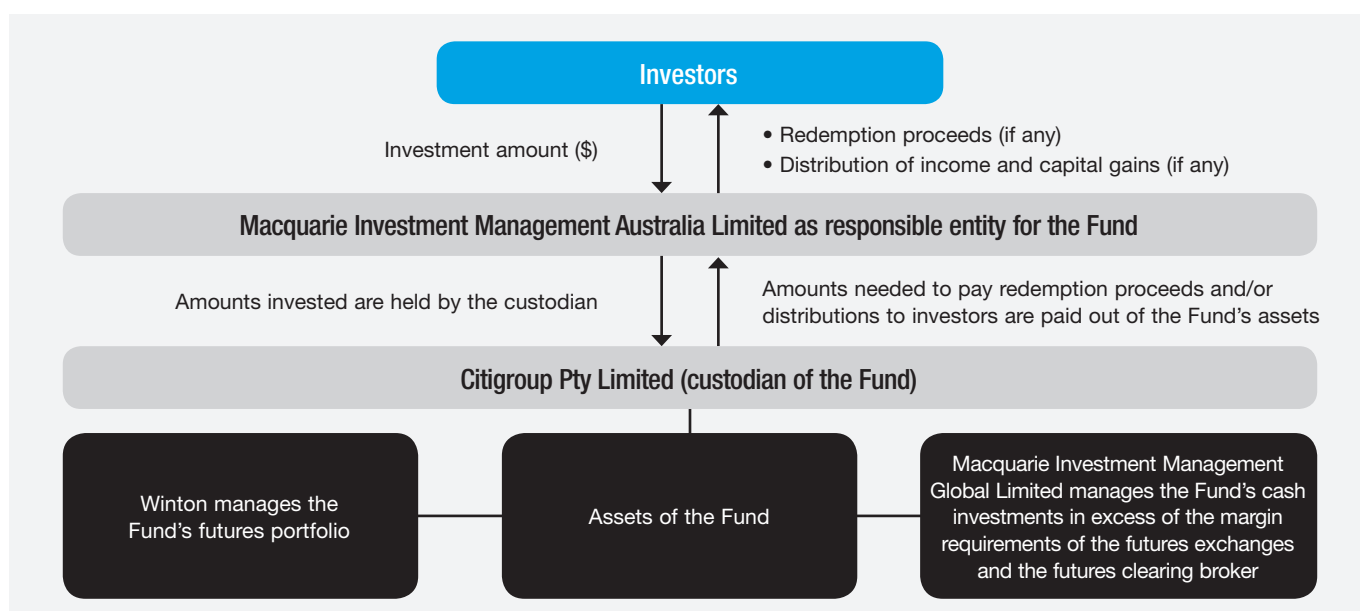 Investors
Investment amount ($)
• Redemption proceeds (if any)
• Distribution of income and capital gains (if any)
Macquarie Investment Management Australia Limited as responsible entity for the Fund
Amounts invested are held by the custodian
Amounts needed to pay redemption proceeds and/or
distributions to investors are paid out of the Fund’s assets
Citigroup Pty Limited (custodian of the Fund)
Winton manages the
Fund’s futures portfolio
Assets of the Fund
Macquarie Investment Management
Global Limited manages the Fund’s cash
investments in excess of the margin
requirements of the futures exchanges
and the futures clearing broker